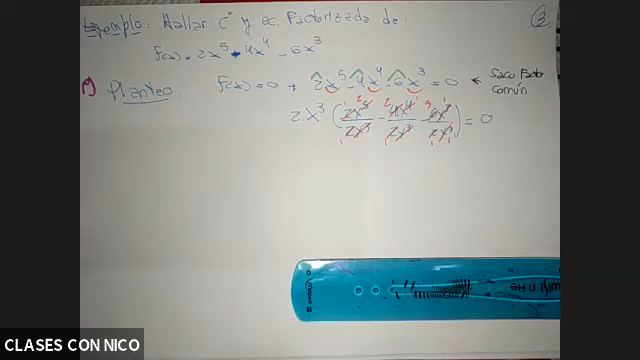 Ejemplo: Hallar C° y ec. Factorizada de:
3
f(x)=2x⁵-4x⁴-6x³
R) Planteo: f(x)=0 → 2x⁵-4x⁴-6x³=0 ← Saco Factor común
2x³(2x⁵/2x³ - 4x⁴/2x³ - 6x³/2x³)=0
CLASES CON NICO